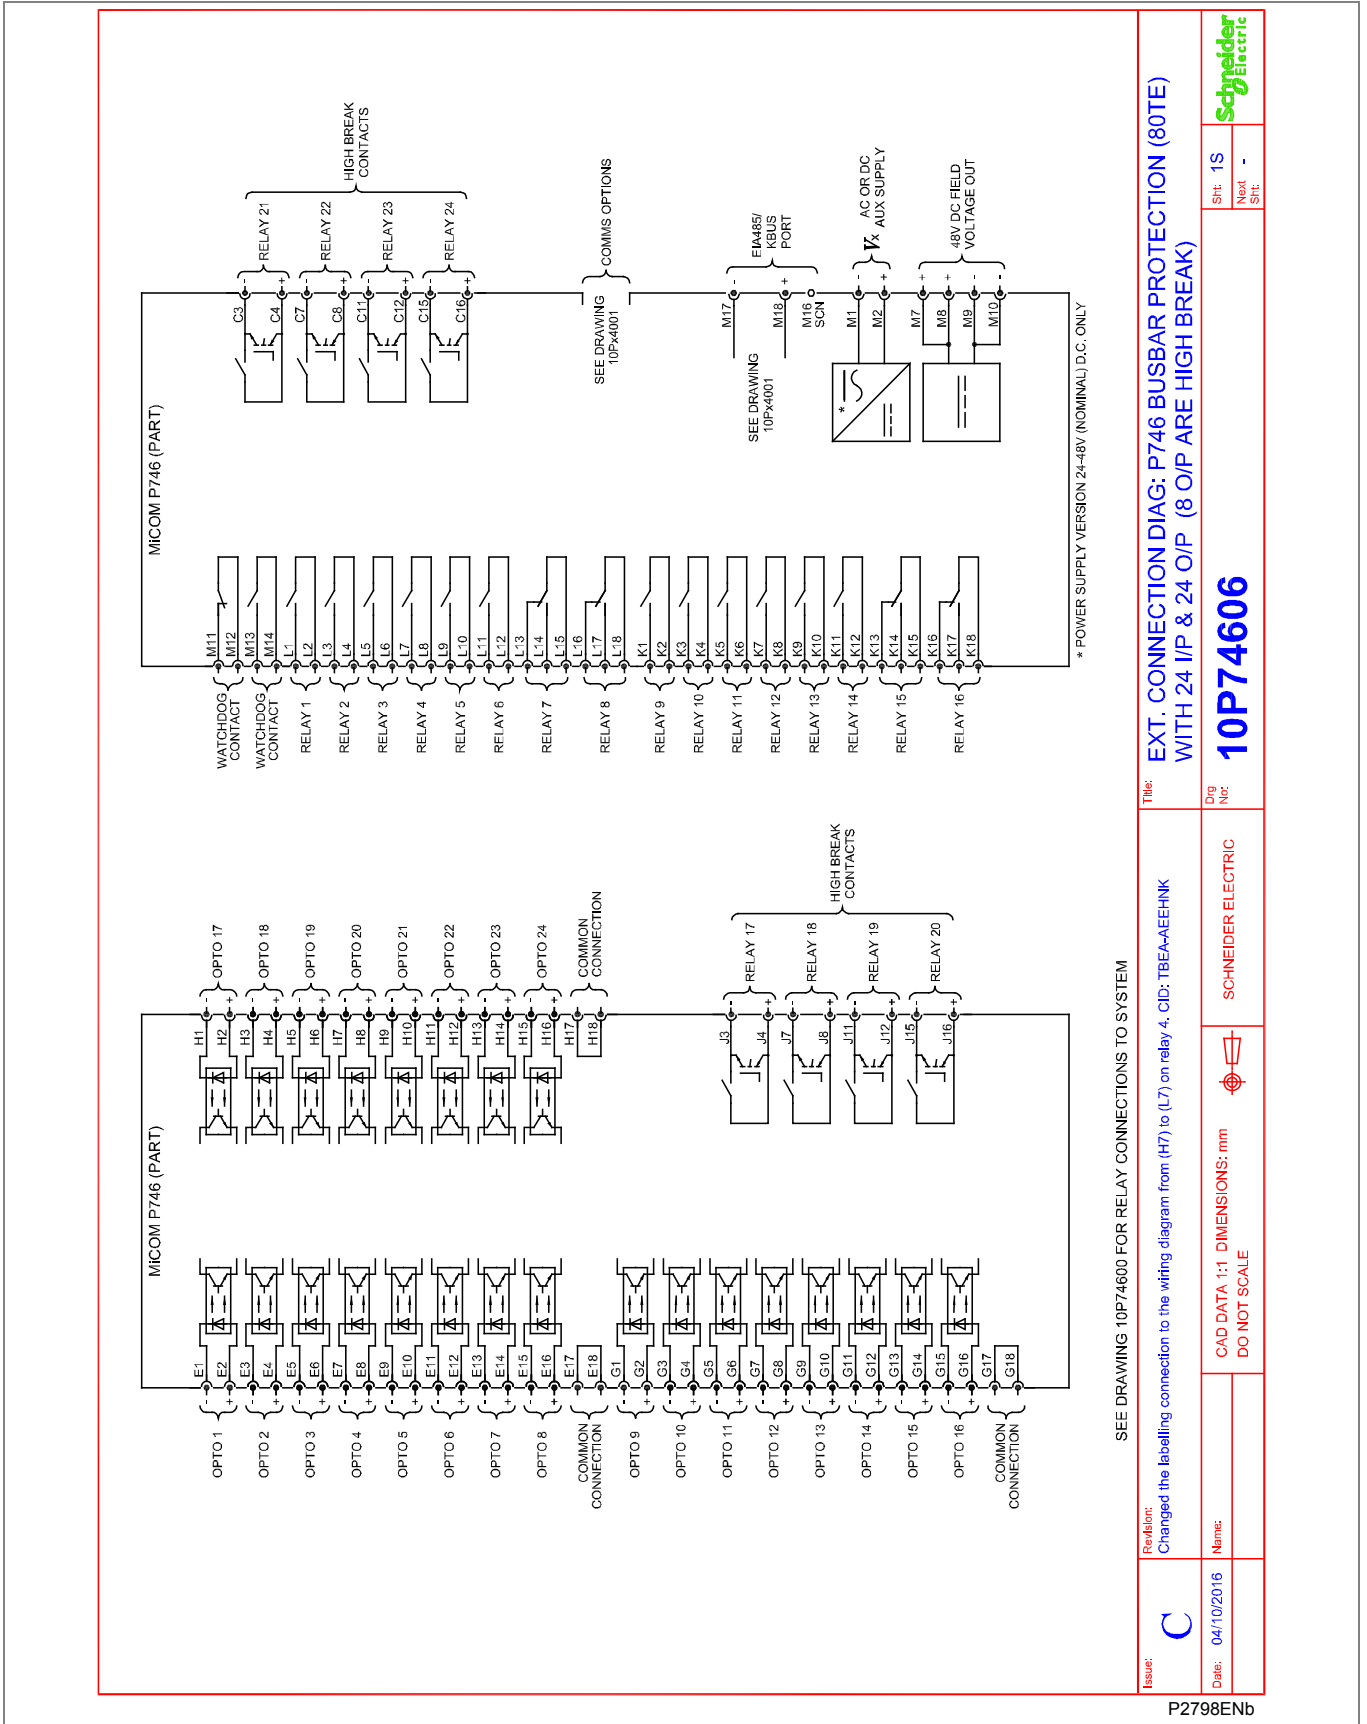 MiCOM P746 (PART)
OPTO 1
- E1
+ E2
OPTO 2
- E3
+ E4
OPTO 3
- E5
+ E6
OPTO 4
- E7
+ E8
OPTO 5
- E9
+ E10
OPTO 6
- E11
+ E12
OPTO 7
- E13
+ E14
OPTO 8
- E15
+ E16
COMMON
CONNECTION
E17
E18
OPTO 9
- G1
+ G2
OPTO 10
- G3
+ G4
OPTO 11
- G5
+ G6
OPTO 12
- G7
+ G8
OPTO 13
- G9
+ G10
OPTO 14
- G11
+ G12
OPTO 15
- G13
+ G14
OPTO 16
- G15
+ G16
COMMON
CONNECTION
G17
G18
H1 -
H2 +
OPTO 17
H3 -
H4 +
OPTO 18
H5 -
H6 +
OPTO 19
H7 -
H8 +
OPTO 20
H9 -
H10 +
OPTO 21
H11 -
H12 +
OPTO 22
H13 -
H14 +
OPTO 23
H15 -
H16 +
OPTO 24
H17
H18
COMMON
CONNECTION
J3 -
J4 +
RELAY 17
J7 -
J8 +
RELAY 18
J11 -
J12 +
RELAY 19
J15 -
J16 +
RELAY 20
HIGH BREAK
CONTACTS
SEE DRAWING 10P74600 FOR RELAY CONNECTIONS TO SYSTEM
MiCOM P746 (PART)
WATCHDOG
CONTACT
M11
M12
WATCHDOG
CONTACT
M13
M14
RELAY 1
L1
L2
RELAY 2
L3
L4
RELAY 3
L5
L6
RELAY 4
L7
L8
RELAY 5
L9
L10
RELAY 6
L11
L12
RELAY 7
L13
L14
L15
RELAY 8
L16
L17
L18
RELAY 9
K1
K2
RELAY 10
K3
K4
RELAY 11
K5
K6
RELAY 12
K7
K8
RELAY 13
K9
K10
RELAY 14
K11
K12
RELAY 15
K13
K14
K15
RELAY 16
K16
K17
K18
C3 -
C4 +
RELAY 21
C7 -
C8 +
RELAY 22
C11 -
C12 +
RELAY 23
C15 -
C16 +
RELAY 24
HIGH BREAK
CONTACTS
SEE DRAWING
10Px4001
COMMS OPTIONS
SEE DRAWING
10Px4001
M17 -
M18 +
M16
SCN
EIA485/
KBUS
PORT
*
M1 -
M2 +
Vx
AC OR DC
AUX SUPPLY
M7 +
M8 +
M9 -
M10 -
48V DC FIELD
VOLTAGE OUT
* POWER SUPPLY VERSION 24-48V (NOMINAL) D.C. ONLY
Issue:
C
Revision:
Changed the labelling connection to the wiring diagram from (H7) to (L7) on relay 4. CID: TBEA-AEEHNK
Title:
EXT. CONNECTION DIAG: P746 BUSBAR PROTECTION (80TE)
WITH 24 I/P & 24 O/P (8 O/P ARE HIGH BREAK)
Date: 04/10/2016
Name:
CAD DATA 1:1 DIMENSIONS: mm
DO NOT SCALE
SCHNEIDER ELECTRIC
Drg
No:
10P74606
Sht: 1S
Next
Sht: -
Schneider
Electric
P2798ENb